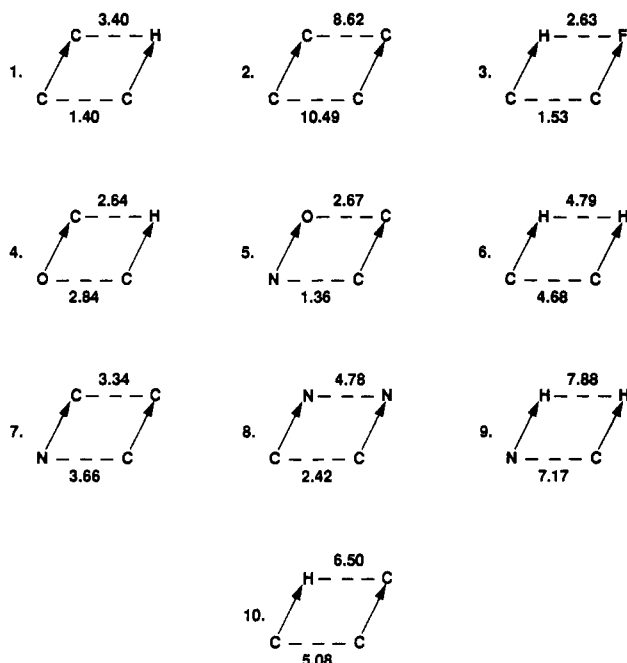 3.40 8.62 2.63
C H C C H F
1. 2. 3.
C C C C C C
1.40 10.49 1.53
2.64 2.67 4.79
C H O C H H
4. 5. 6.
O C N C C C
2.84 1.36 4.68
3.34 4.78 7.88
C C N N H H
7. 8. 9.
N C C C N C
3.66 2.42 7.17
6.50
H C
10.
C C
5.08